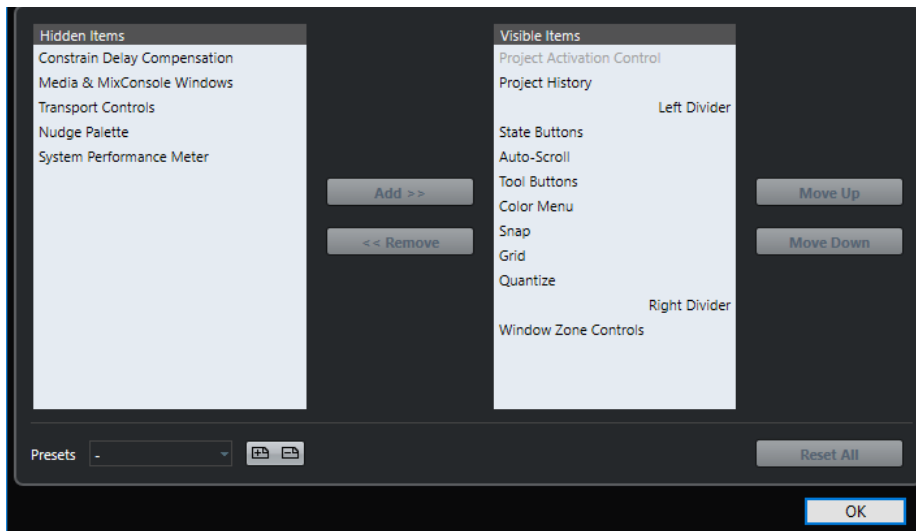 Hidden Items
Constrain Delay Compensation
Media & MixConsole Windows
Transport Controls
Nudge Palette
System Performance Meter
Add >>
<< Remove
Visible Items
Project Activation Control
Project History
Left Divider
State Buttons
Auto-Scroll
Tool Buttons
Color Menu
Snap
Grid
Quantize
Right Divider
Window Zone Controls
Move Up
Move Down
Presets -
Reset All
OK